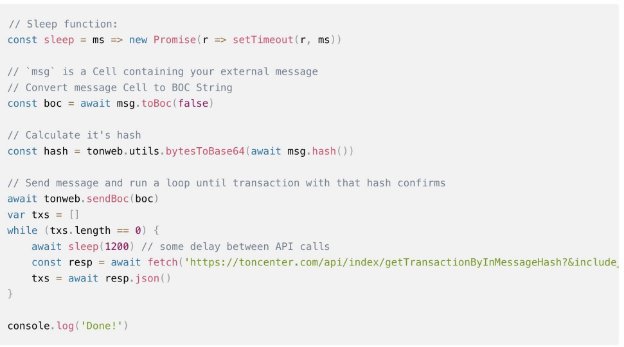 // Sleep function:
const sleep = ms => new Promise(r => setTimeout(r, ms))
// `msg` is a Cell containing your external message
// Convert message Cell to BOC String
const boc = await msg.toBoc(false)
// Calculate it's hash
const hash = tonweb.utils.bytesToBase64(await msg.hash())
// Send message and run a loop until transaction with that hash confirms
await tonweb.sendBoc(boc)
var txs = []
while (txs.length == 0) {
    await sleep(1200) // some delay between API calls
    const resp = await fetch('https://toncenter.com/api/index/getTransactionByInMessageHash?&include_
    txs = await resp.json()
}
console.log('Done!')